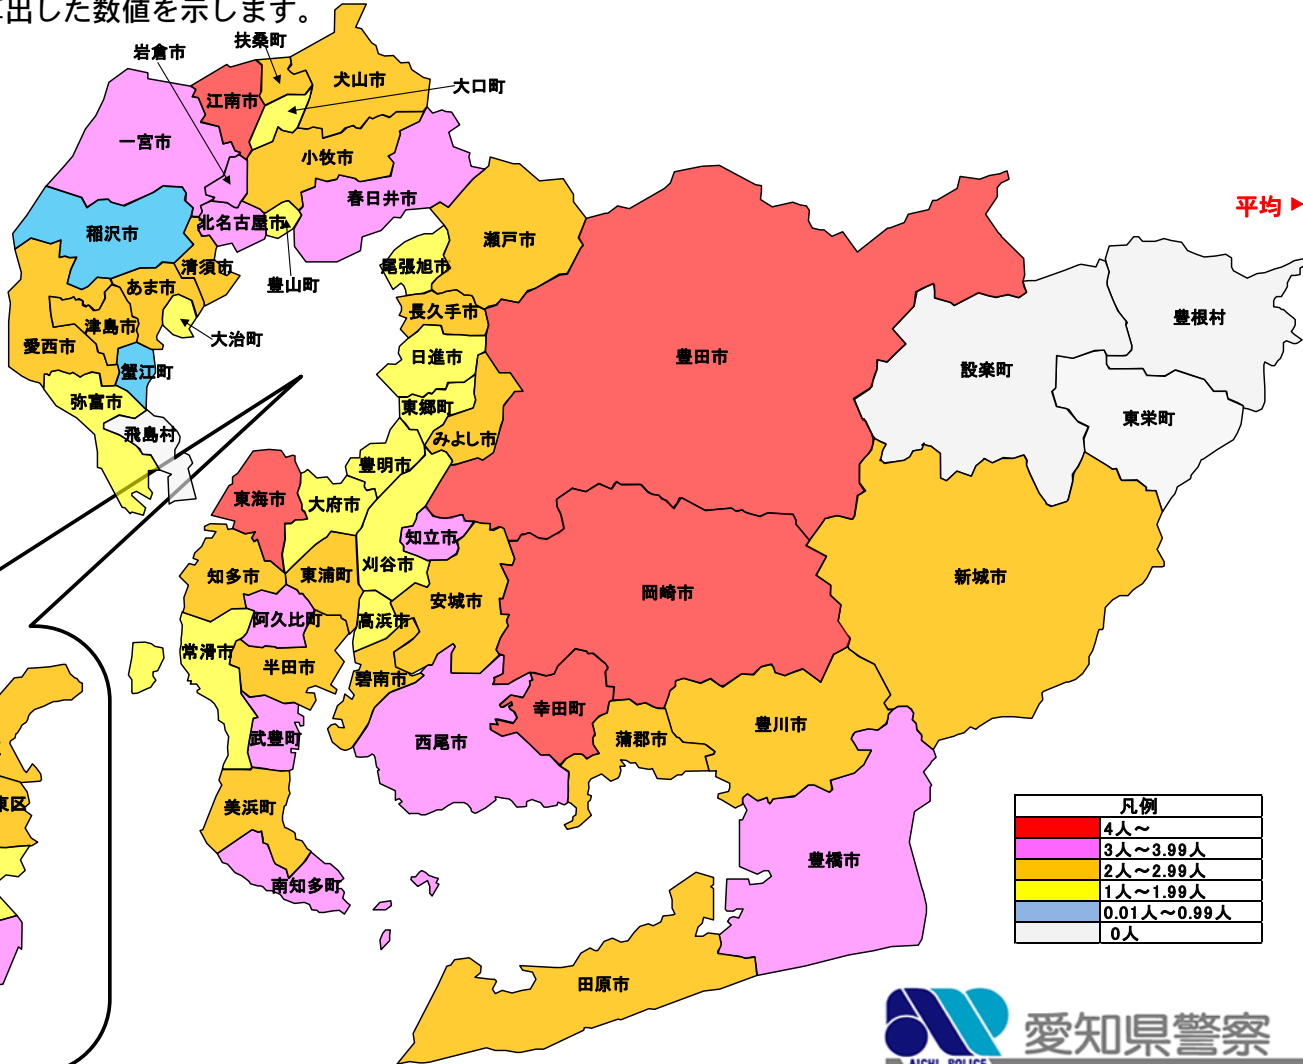 出した数値を示します。
扶桑町
岩倉市
犬山市
大口町
江南市
一宮市
小牧市
春日井市
平均
稲沢市
北名古屋市
瀬戸市
清須市
尾張旭市
豊山町
あま市
長久手市
豊根村
津島市
大治町
愛西市
日進市
豊田市
設楽町
蟹江町
弥富市
東郷町
東栄町
飛島村
みよし市
豊明市
東海市
大府市
知立市
刈谷市
知多市
東浦町
新城市
岡崎市
安城市
阿久比町
高浜市
常滑市
半田市
碧南市
幸田町
武豊町
西尾市
蒲郡市
豊川市
東区
美浜町
凡例
4人～
3人～3.99人
2人～2.99人
1人～1.99人
0.01人～0.99人
0人
豊橋市
南知多町
田原市
愛知県警察
AICHI POLICE